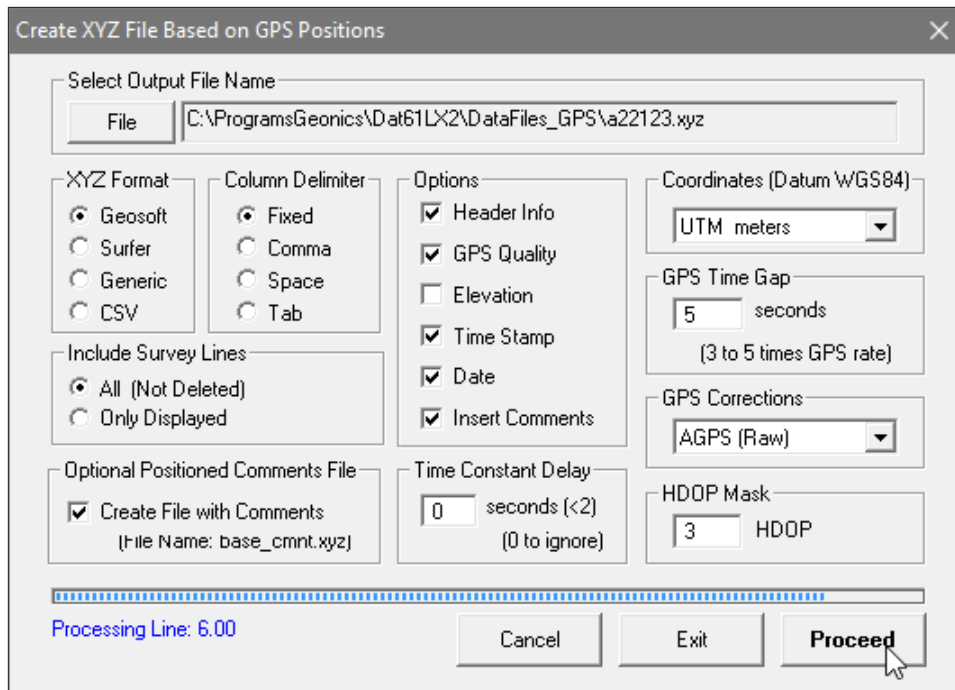 Create XYZ File Based on GPS Positions
Select Output File Name
File
C:\ProgramsGeonics\Dat61LX2\DataFiles_GPS\a22123.xyz
XYZ Format
Geosoft
Surfer
Generic
CSV
Column Delimiter
Fixed
Comma
Space
Tab
Include Survey Lines
All (Not Deleted)
Only Displayed
Optional Positioned Comments File
Create File with Comments
(File Name: base_cmnt.xyz)
Options
Header Info
GPS Quality
Elevation
Time Stamp
Date
Insert Comments
Time Constant Delay
0 seconds (<2)
(0 to ignore)
Coordinates (Datum WGS84)
UTM meters
GPS Time Gap
5 seconds
(3 to 5 times GPS rate)
GPS Corrections
AGPS (Raw)
HDOP Mask
3 HDOP
Processing Line: 6.00
Cancel
Exit
Proceed